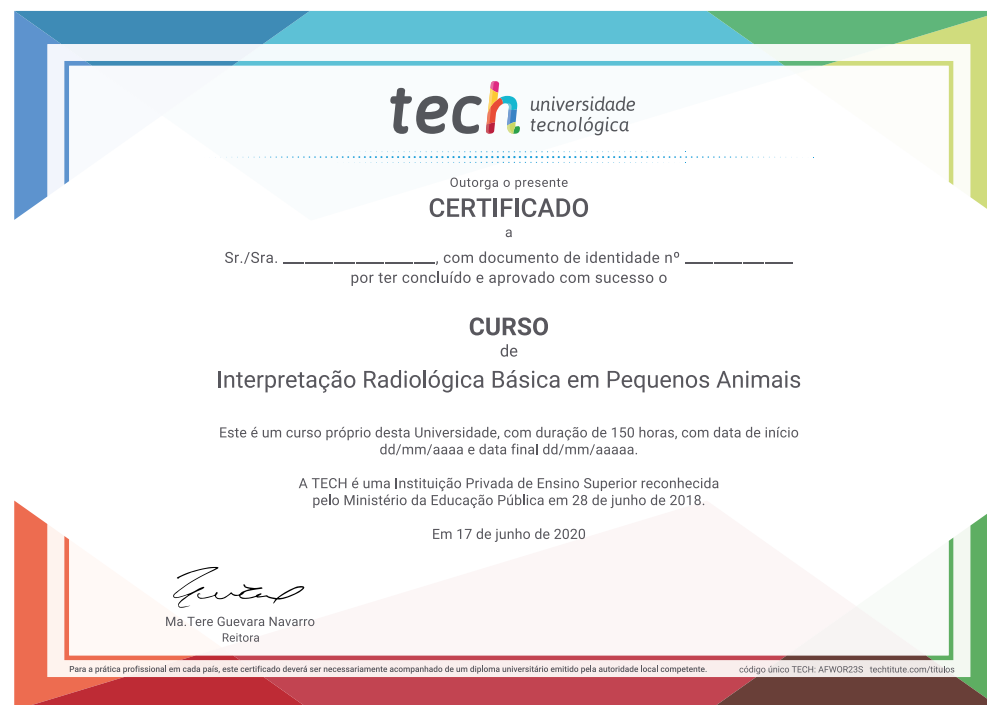 tech universidade
tecnológica
Outorga o presente
CERTIFICADO
a
Sr./Sra. ______________, com documento de identidade nº __________
por ter concluído e aprovado com sucesso o
CURSO
de
Interpretação Radiológica Básica em Pequenos Animais
Este é um curso próprio desta Universidade, com duração de 150 horas, com data de início
dd/mm/aaaa e data final dd/mm/aaaaa.
A TECH é uma Instituição Privada de Ensino Superior reconhecida
pelo Ministério da Educação Pública em 28 de junho de 2018.
Em 17 de junho de 2020
Ma.Tere Guevara Navarro
Reitora
Para a prática profissional em cada país, este certificado deverá ser necessariamente acompanhado de um diploma universitário emitido pela autoridade local competente.
código único TECH: AFWOR23S techtitute.com/titulos